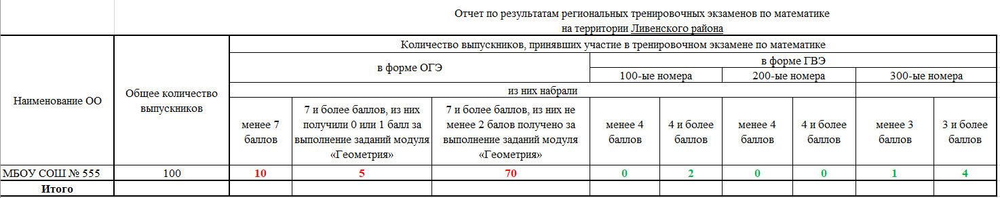 Отчет по результатам региональных тренировочных экзаменов по математике
на территории Ливенского района
Наименование ОО
Общее количество
выпускников
Количество выпускников, принявших участие в тренировочном экзамене по математике
в форме ОГЭ
в форме ГВЭ
100-ые номера
200-ые номера
300-ые номера
из них набрали
менее 7
баллов
7 и более баллов, из них
получили 0 или 1 балл за
выполнение заданий модуля
«Геометрия»
7 и более баллов, из них не
менее 2 балов получено за
выполнение заданий модуля
«Геометрия»
менее 4
баллов
4 и более
баллов
менее 4
баллов
4 и более
баллов
менее 3
баллов
3 и более
баллов
МБОУ СОШ № 555 100 10 5 70 0 2 0 0 1 4
Итого